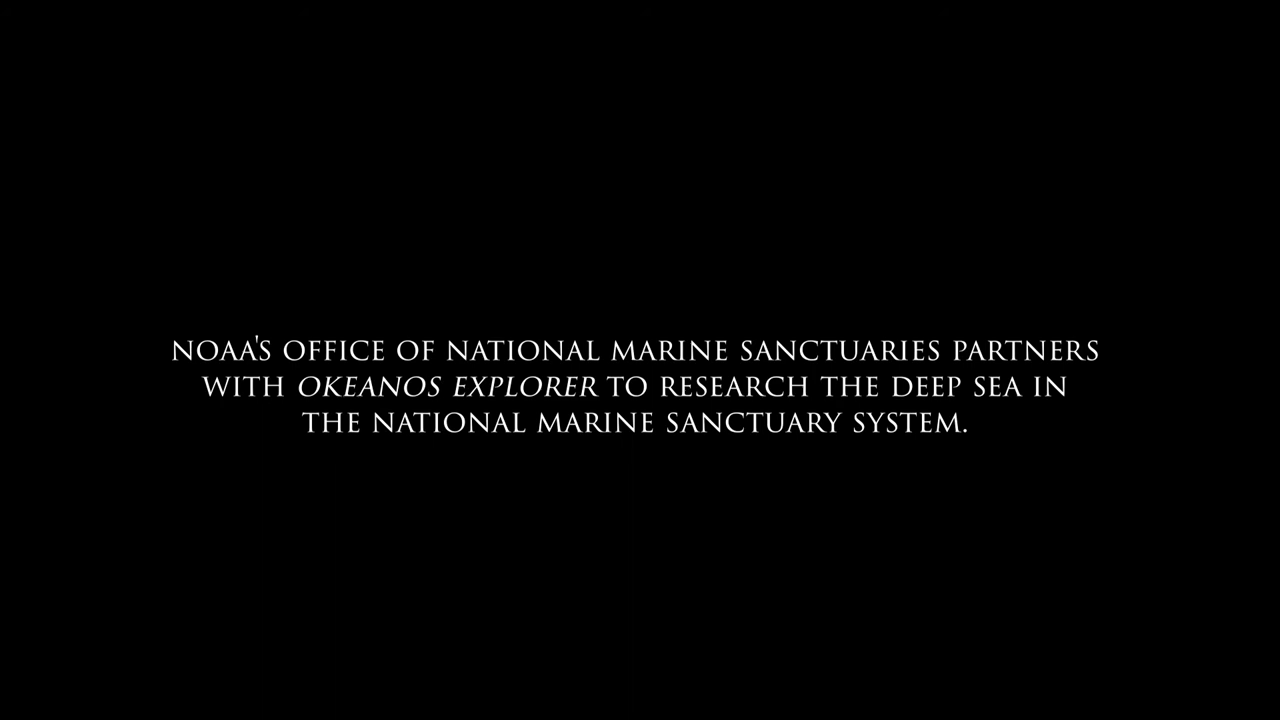 NOAA'S OFFICE OF NATIONAL MARINE SANCTUARIES PARTNERS
WITH OKEANOS EXPLORER TO RESEARCH THE DEEP SEA IN
THE NATIONAL MARINE SANCTUARY SYSTEM.